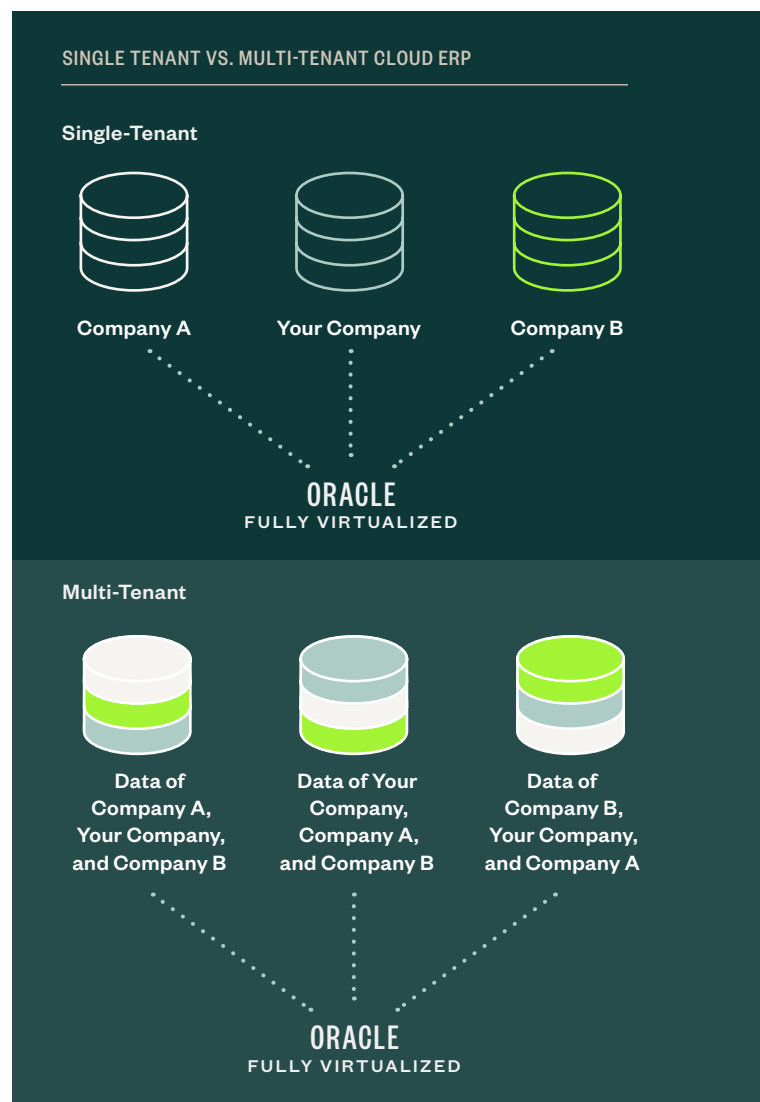 SINGLE TENANT VS. MULTI-TENANT CLOUD ERP
Single-Tenant
Company A
Your Company
Company B
ORACLE
FULLY VIRTUALIZED
Multi-Tenant
Data of
Company A,
Your Company,
and Company B
Data of Your
Company,
Company A,
and Company B
Data of
Company B,
Your Company,
and Company A
ORACLE
FULLY VIRTUALIZED